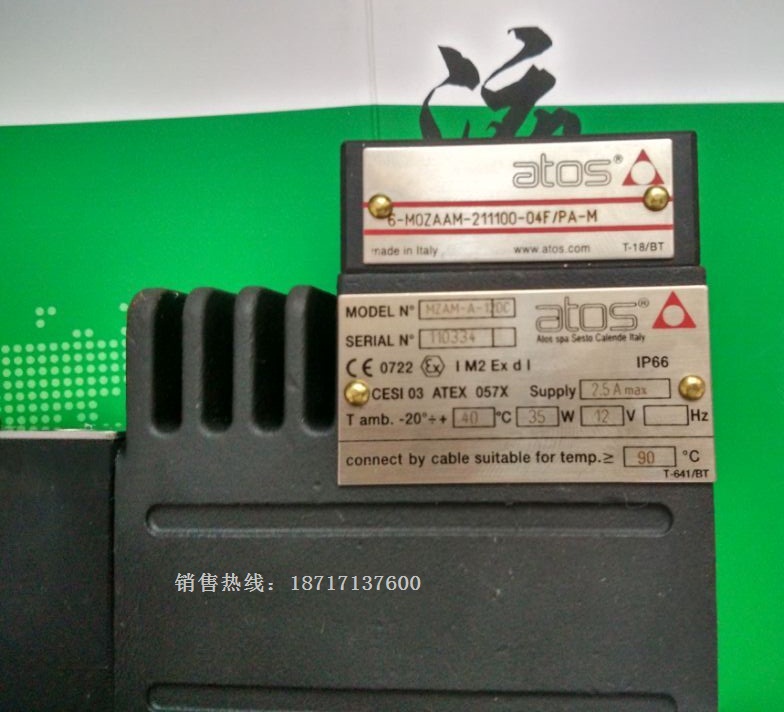 atos®
6-MOZAAM-211100-04F/PA-M
made in Italy www.atos.com T-18/BT
MODEL N° MZAM-A-12DC atos®
SERIAL N° 110334 Atos spa Sesto Calende Italy
CE 0722 Ex I M2 Ex d I IP66
CESI 03 ATEX 057X Supply 2.5 A max
T amb. -20°÷+ 40 °C 35 W 12 V Hz
connect by cable suitable for temp.≥ 90 °C
T-641/BT
销售热线：18717137600